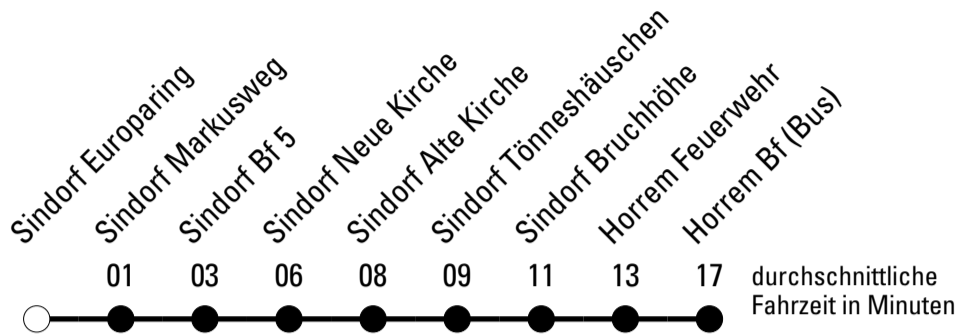 Sindorf Europaring
Sindorf Markusweg
Sindorf Bf 5
Sindorf Neue Kirche
Sindorf Alte Kirche
Sindorf Tönneshäuschen
Sindorf Bruchhöhe
Horrem Feuerwehr
Horrem Bf (Bus)
01 03 06 08 09 11 13 17
durchschnittliche
Fahrzeit in Minuten